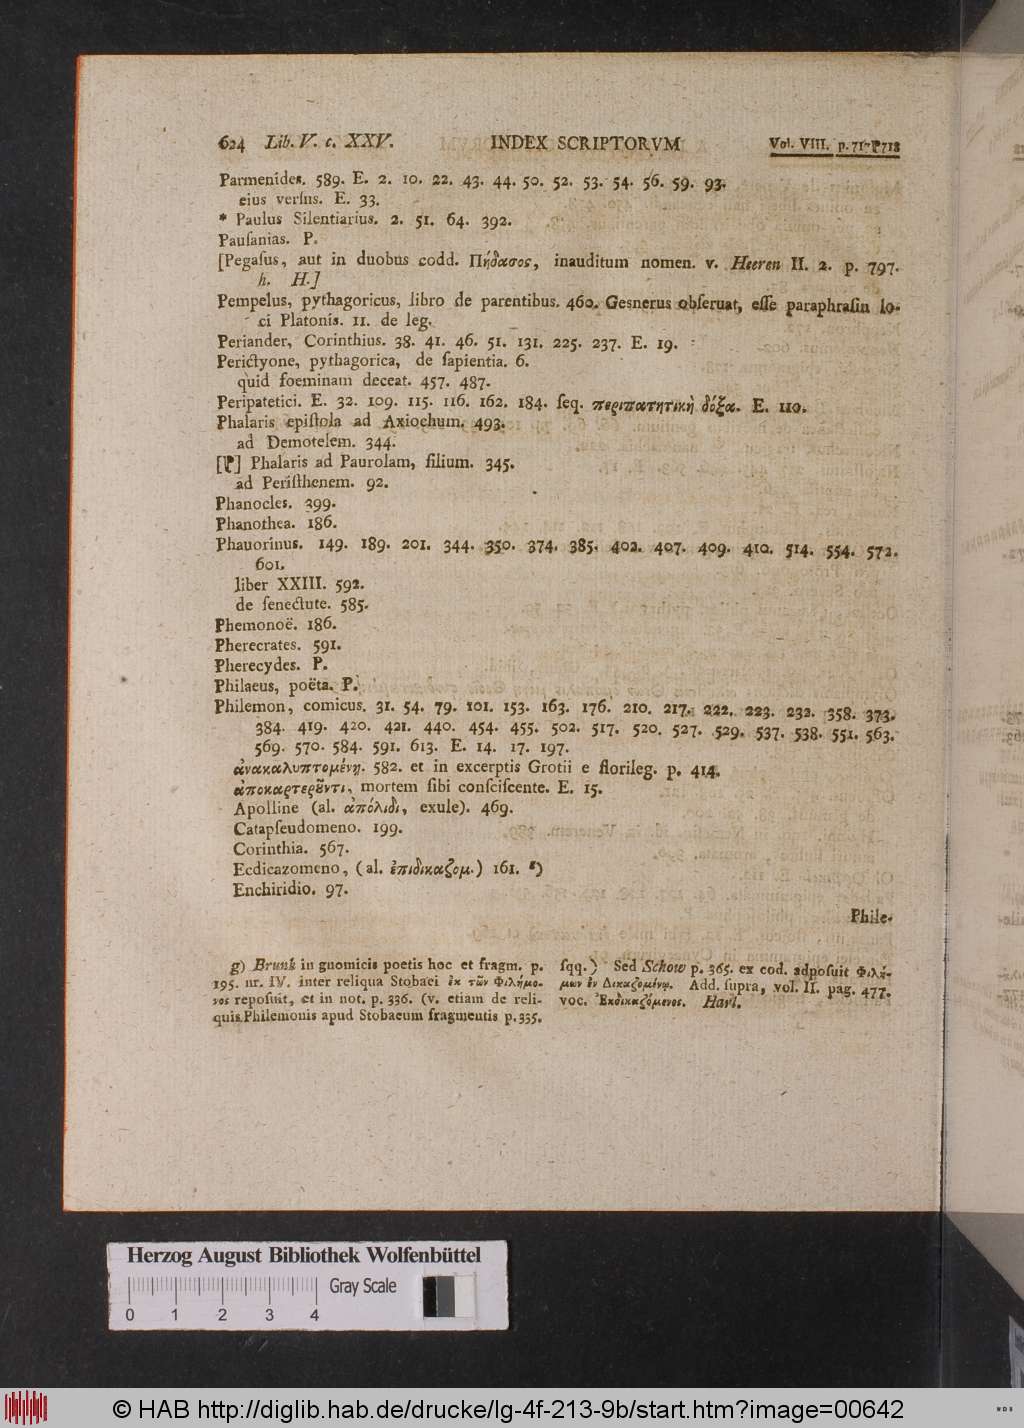 624 Lib. V. c. XXV. INDEX SCRIPTORVM Vol. VIII. p. 717 718
Parmenides. 589. E. 2. 10. 22. 43. 44. 50. 52. 53. 54. 56. 59. 93.
eius verſus. E. 33.
* Paulus Silentiarius. 2. 51. 64. 392.
Pauſanias. P.
[Pegaſus, aut in duobus codd. Πήδασος, inauditum nomen. v. Heeren II. 2. p. 797.
h. H.]
Pempelus, pythagoricus, libro de parentibus. 460. Gesnerus obſeruat, eſſe paraphraſin lo-
ci Platonis. 11. de leg.
Periander, Corinthius. 38. 41. 46. 51. 131. 225. 237. E. 19.
Perictyone, pythagorica, de ſapientia. 6.
quid foeminam deceat. 457. 487.
Peripatetici. E. 32. 109. 115. 116. 162. 184. ſeq. περιπατητικὴ δόξα. E. 110.
Phalaris epiſtola ad Axiochum. 493.
ad Demotelem. 344.
[P] Phalaris ad Paurolam, filium. 345.
ad Periſthenem. 92.
Phanocles. 399.
Phanothea. 186.
Phauorinus. 149. 189. 201. 344. 350. 374. 385. 402. 407. 409. 410. 514. 554. 572.
601.
liber XXIII. 592.
de ſenectute. 585.
Phemonoë. 186.
Pherecrates. 591.
Pherecydes. P.
Philaeus, poëta. P.
Philemon, comicus. 31. 54. 79. 101. 153. 163. 176. 210. 217. 222. 223. 232. 358. 373.
384. 419. 420. 421. 440. 454. 455. 502. 517. 520. 527. 529. 537. 538. 551. 563.
569. 570. 584. 591. 613. E. 14. 17. 197.
ἀνακαλυπτομένῃ. 582. et in excerptis Grotii e florileg. p. 414.
ἀποκαρτερȣ̃ντι, mortem ſibi conſciſcente. E. 15.
Apolline (al. ἀπόλιδι, exule). 469.
Catapſeudomeno. 199.
Corinthia. 567.
Ecdicazomeno, (al. ἐπιδικαζομ.) 161. g)
Enchiridio. 97.
Phile-
g) Brunk in gnomicis poetis hoc et fragm. p.
195. nr. IV. inter reliqua Stobaei ἐκ τῶν Φιλήμο-
νος repoſuit, et in not. p. 336. (v. etiam de reli-
quis Philemonis apud Stobaeum fragmentis p. 335.
ſqq.) Sed Schow p. 365. ex cod. adpoſuit Φιλή-
μων ἐν Δικαζομένῳ. Add. ſupra, vol. II. pag. 477.
voc. Ἐκδικαζόμενος. Harl.
Herzog August Bibliothek Wolfenbüttel
Gray Scale
0 1 2 3 4
© HAB http://diglib.hab.de/drucke/lg-4f-213-9b/start.htm?image=00642